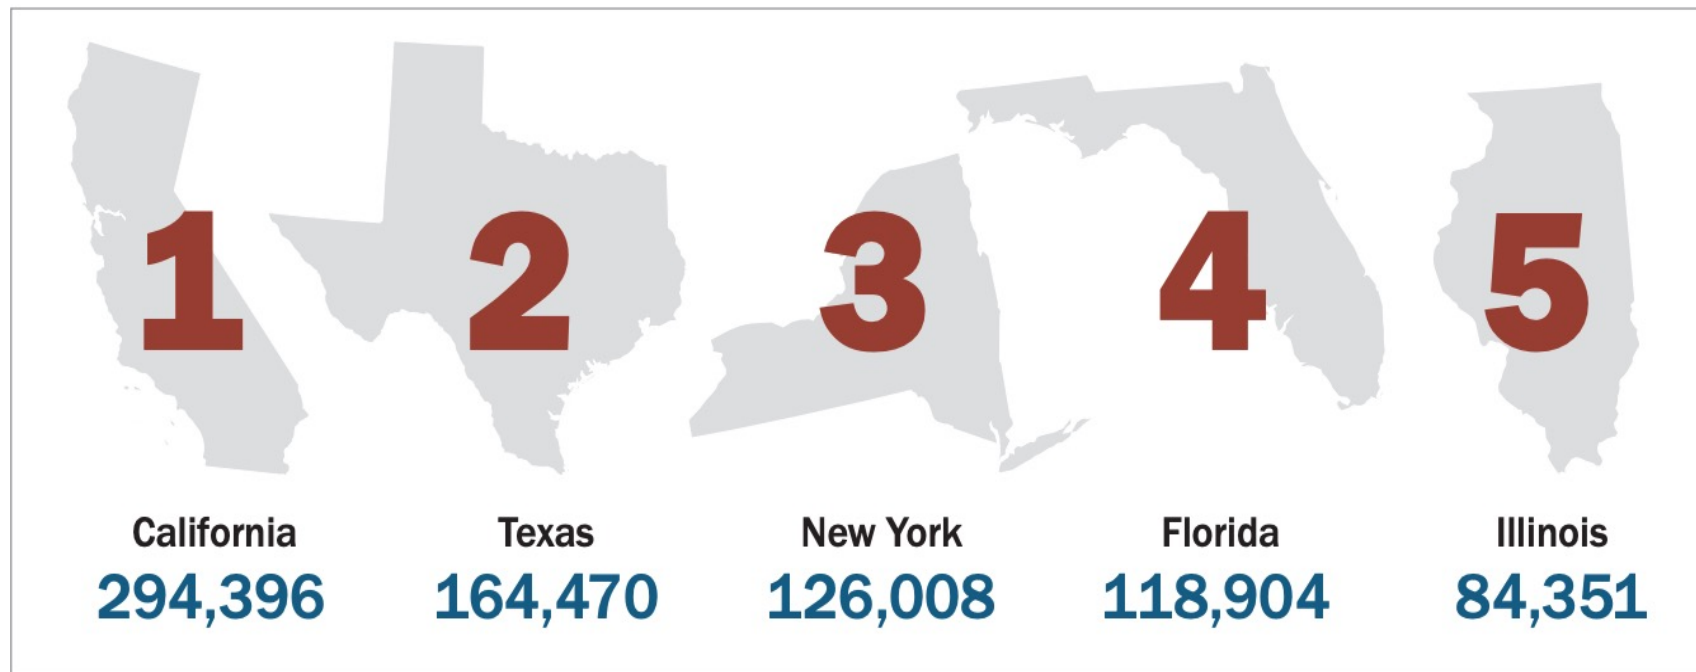 1 2 3 4 5
California Texas New York Florida Illinois
294,396 164,470 126,008 118,904 84,351